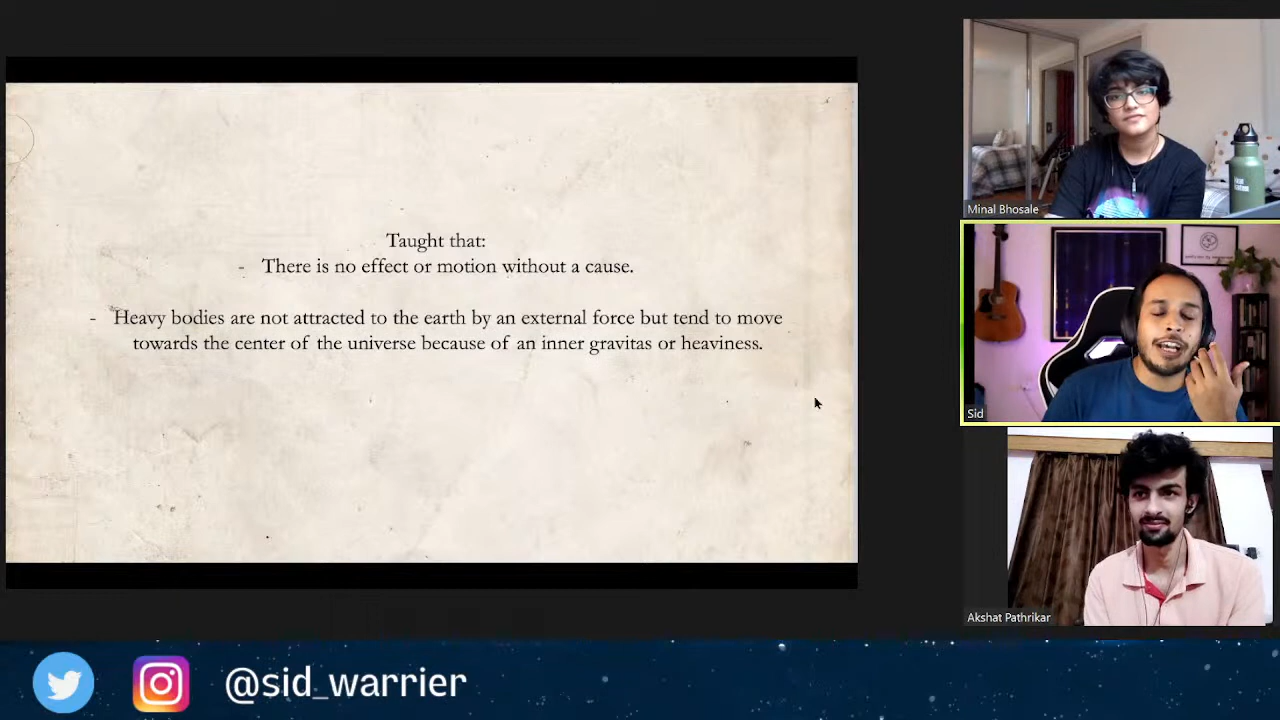 Taught that:
- There is no effect or motion without a cause.
- Heavy bodies are not attracted to the earth by an external force but tend to move
towards the center of the universe because of an inner gravitas or heaviness.
Minal Bhosale
Sid
Akshat Pathrikar
@sid_warrier